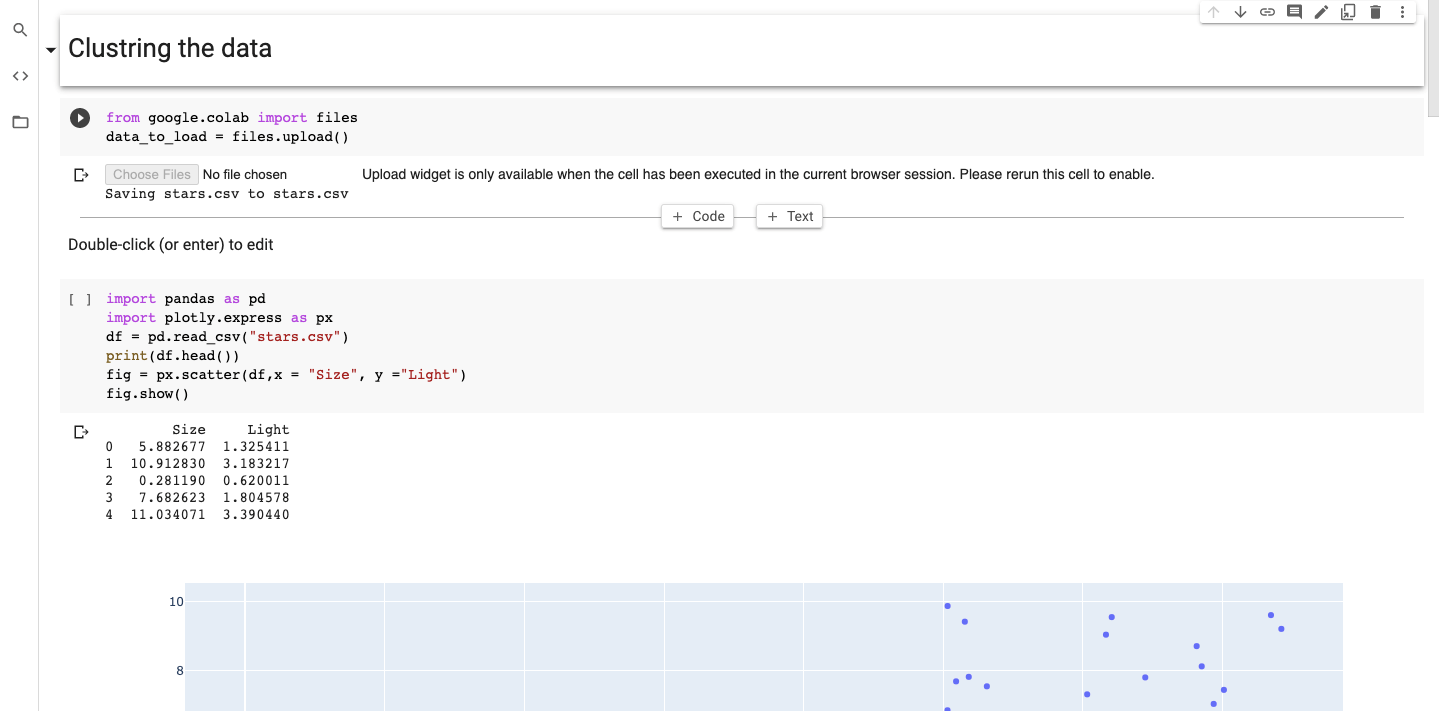 Clustring the data
from google.colab import files
data_to_load = files.upload()
Choose Files No file chosen Upload widget is only available when the cell has been executed in the current browser session. Please rerun this cell to enable.
Saving stars.csv to stars.csv
+ Code + Text
Double-click (or enter) to edit
[ ] import pandas as pd
import plotly.express as px
df = pd.read_csv("stars.csv")
print(df.head())
fig = px.scatter(df,x = "Size", y ="Light")
fig.show()
Size Light
0 5.882677 1.325411
1 10.912830 3.183217
2 0.281190 0.620011
3 7.682623 1.804578
4 11.034071 3.390440
10
8